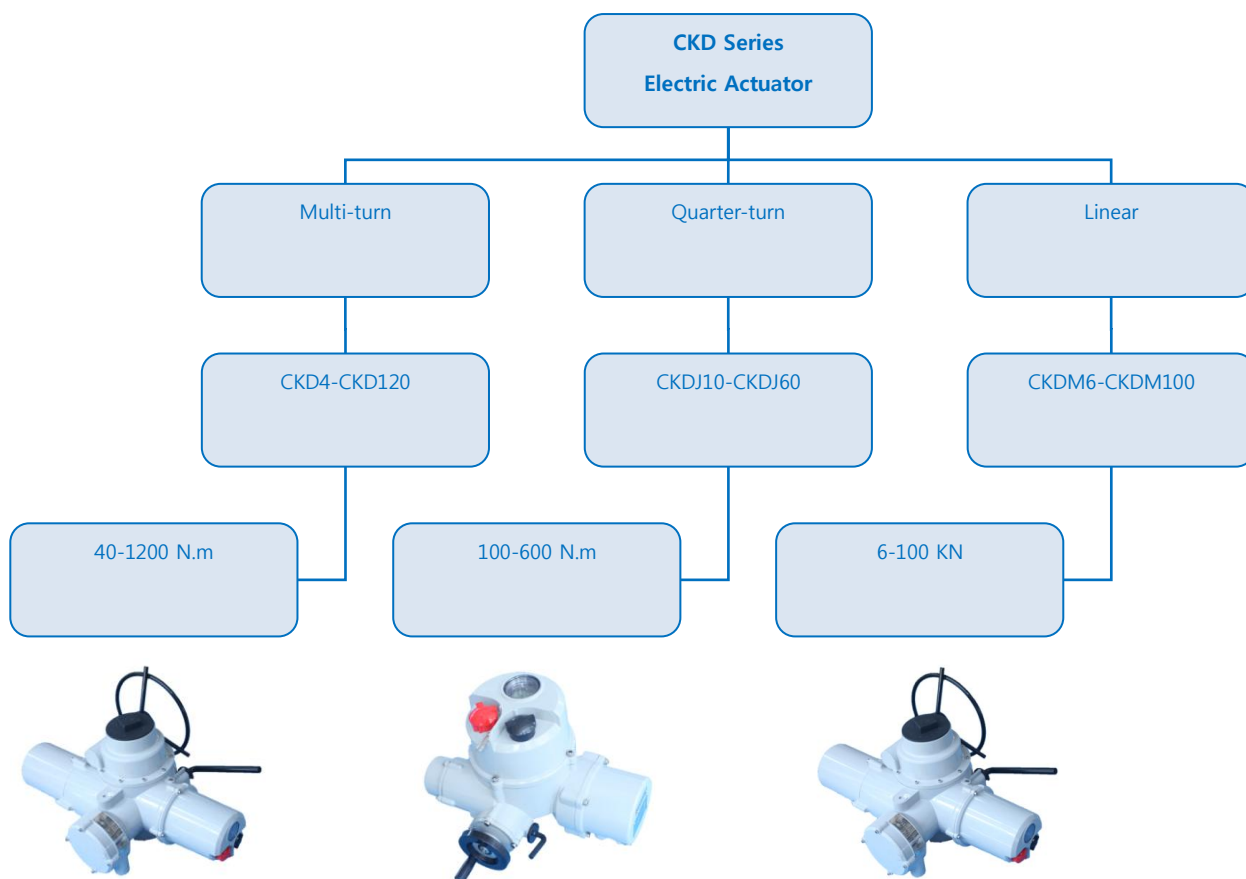 CKD Series
Electric Actuator
Multi-turn
Quarter-turn
Linear
CKD4-CKD120
CKDJ10-CKDJ60
CKDM6-CKDM100
40-1200 N.m
100-600 N.m
6-100 KN